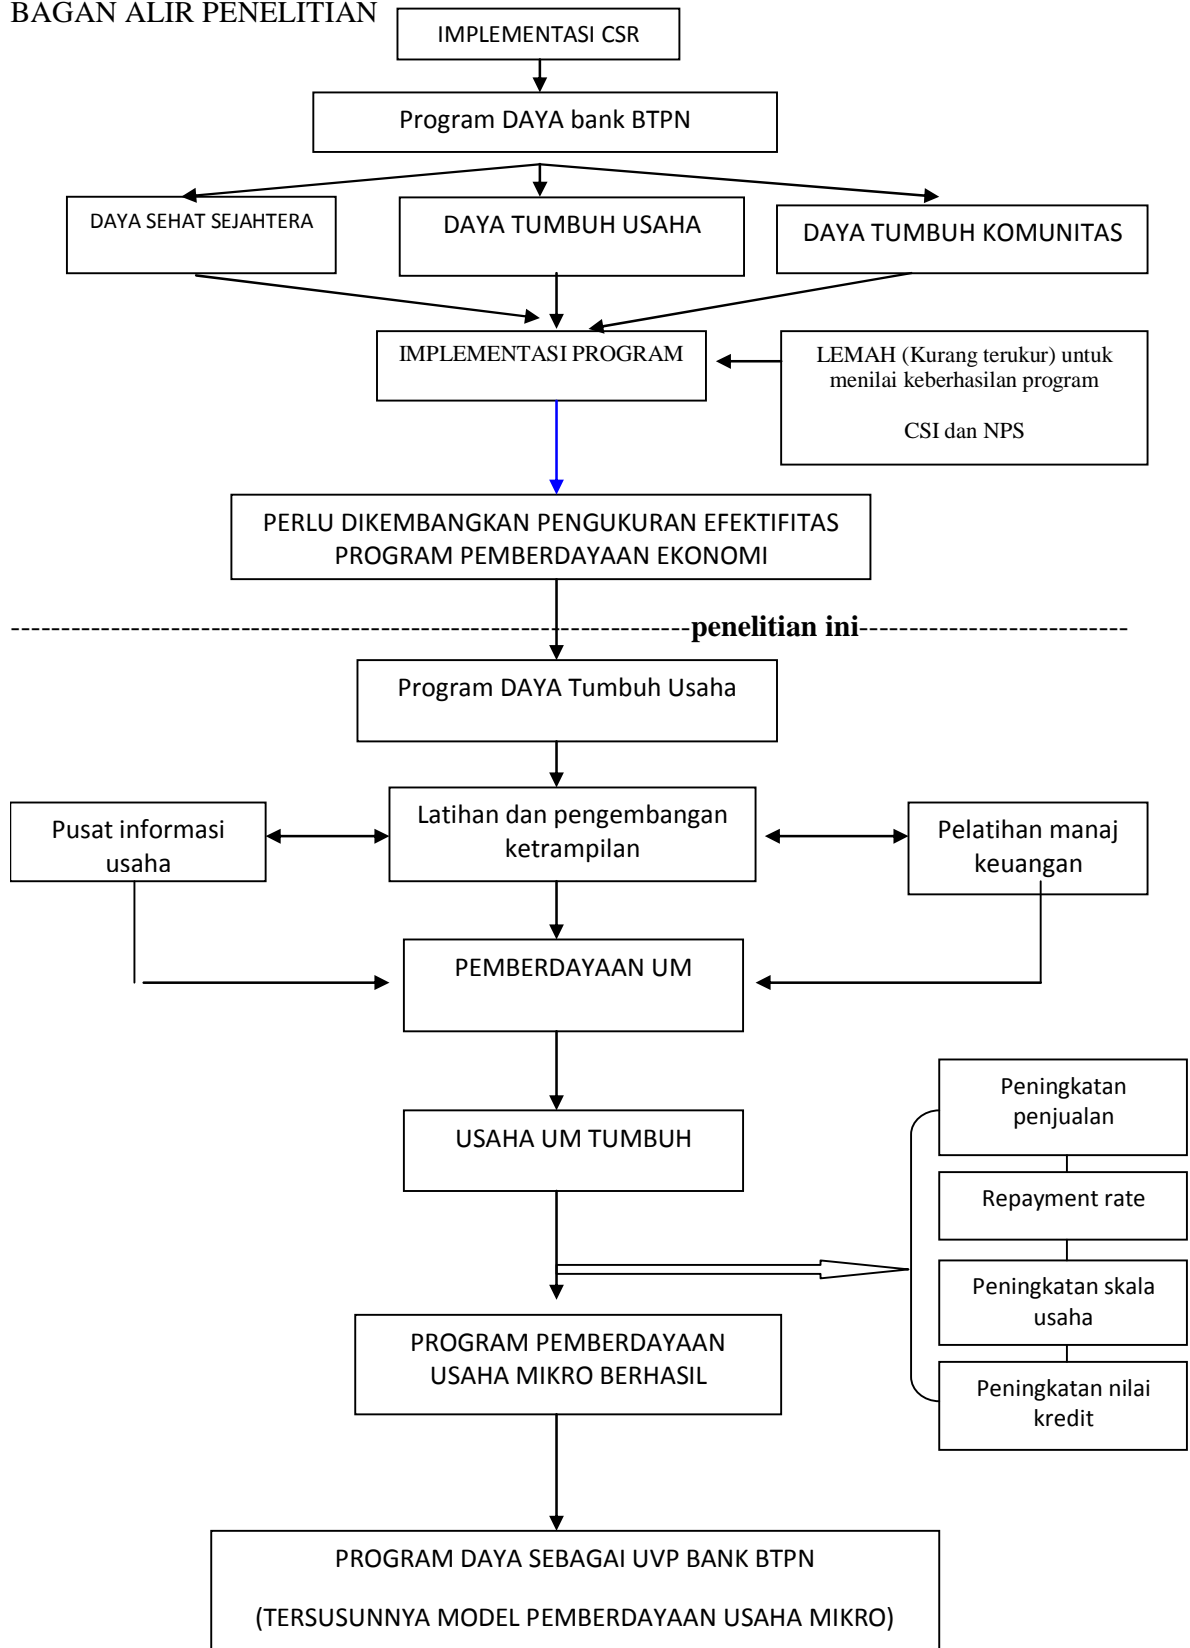 BAGAN ALIR PENELITIAN
IMPLEMENTASI CSR
Program DAYA bank BTPN
DAYA SEHAT SEJAHTERA
DAYA TUMBUH USAHA
DAYA TUMBUH KOMUNITAS
IMPLEMENTASI PROGRAM
LEMAH (Kurang terukur) untuk
menilai keberhasilan program
CSI dan NPS
PERLU DIKEMBANGKAN PENGUKURAN EFEKTIFITAS
PROGRAM PEMBERDAYAAN EKONOMI
penelitian ini
Program DAYA Tumbuh Usaha
Pusat informasi
usaha
Latihan dan pengembangan
ketrampilan
Pelatihan manaj
keuangan
PEMBERDAYAAN UM
USAHA UM TUMBUH
Peningkatan
penjualan
Repayment rate
Peningkatan skala
usaha
Peningkatan nilai
kredit
PROGRAM PEMBERDAYAAN
USAHA MIKRO BERHASIL
PROGRAM DAYA SEBAGAI UVP BANK BTPN
(TERSUSUNNYA MODEL PEMBERDAYAAN USAHA MIKRO)